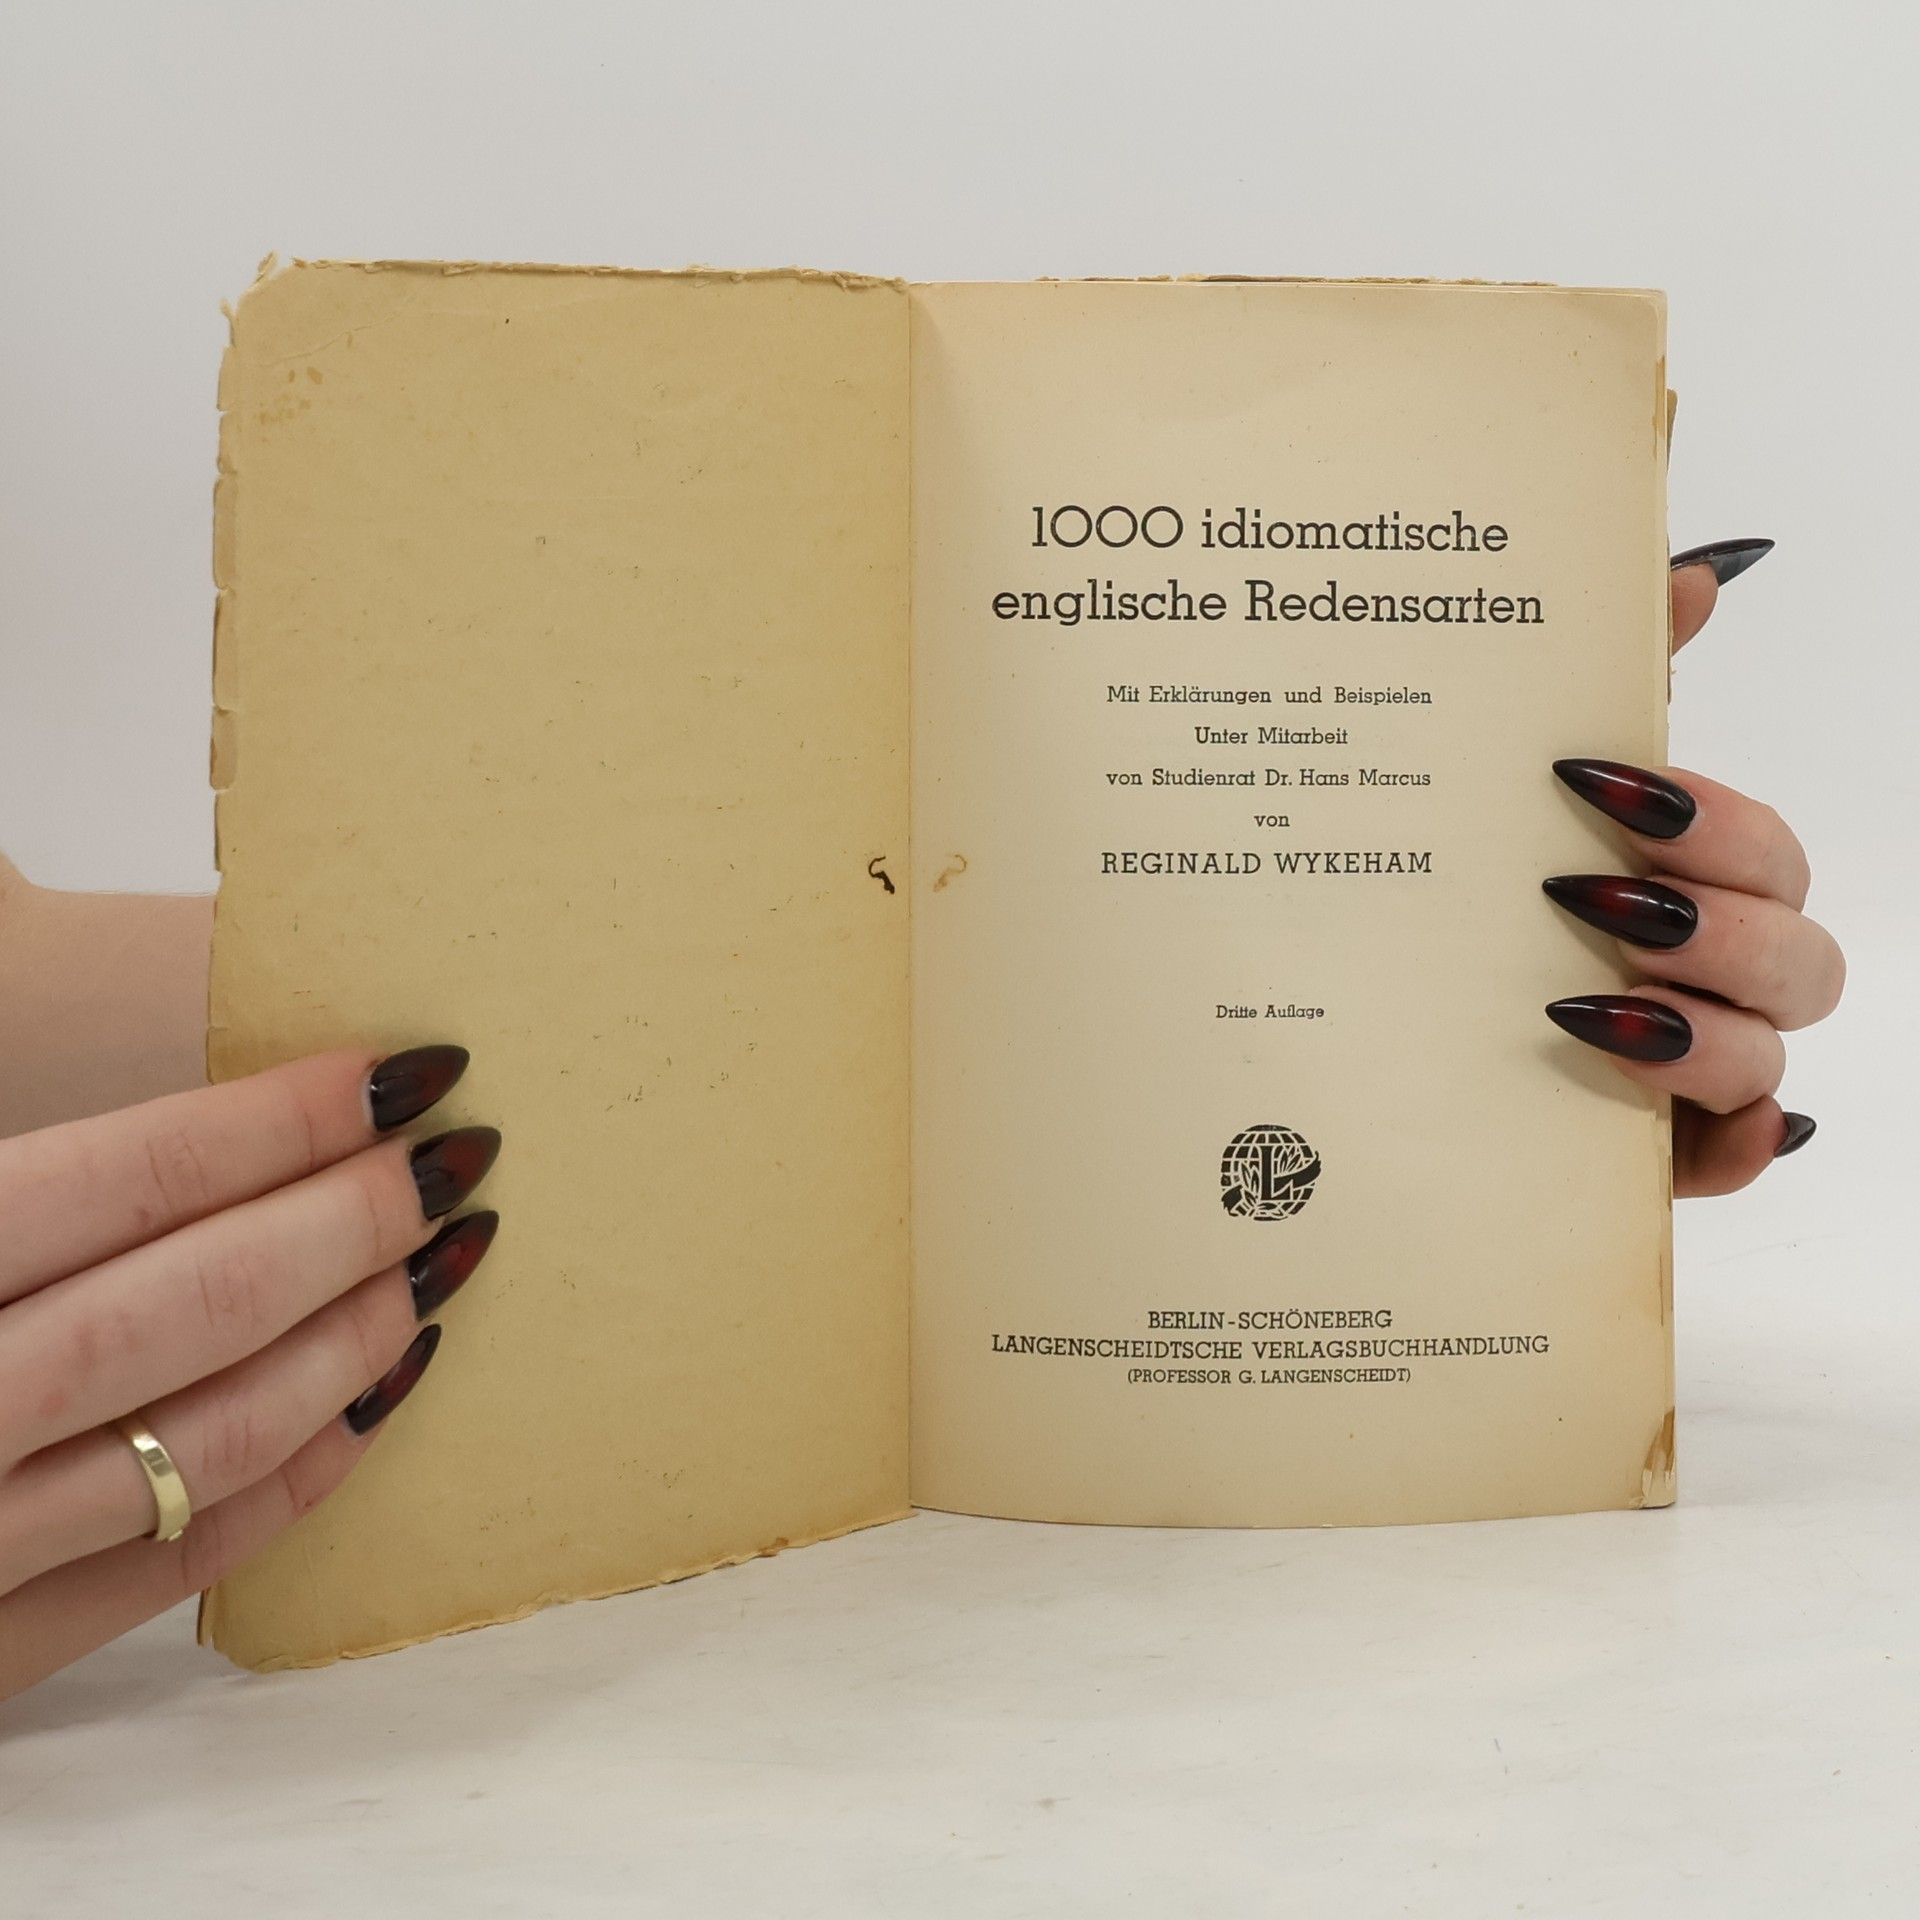 1000 idiomatische
englische Redensarten
Mit Erklärungen und Beispielen
Unter Mitarbeit
von Studienrat Dr. Hans Marcus
von
REGINALD WYKEHAM
Dritte Auflage
L
BERLIN-SCHÖNEBERG
LANGENSCHEIDTSCHE VERLAGSBUCHHANDLUNG
(PROFESSOR G. LANGENSCHEIDT)